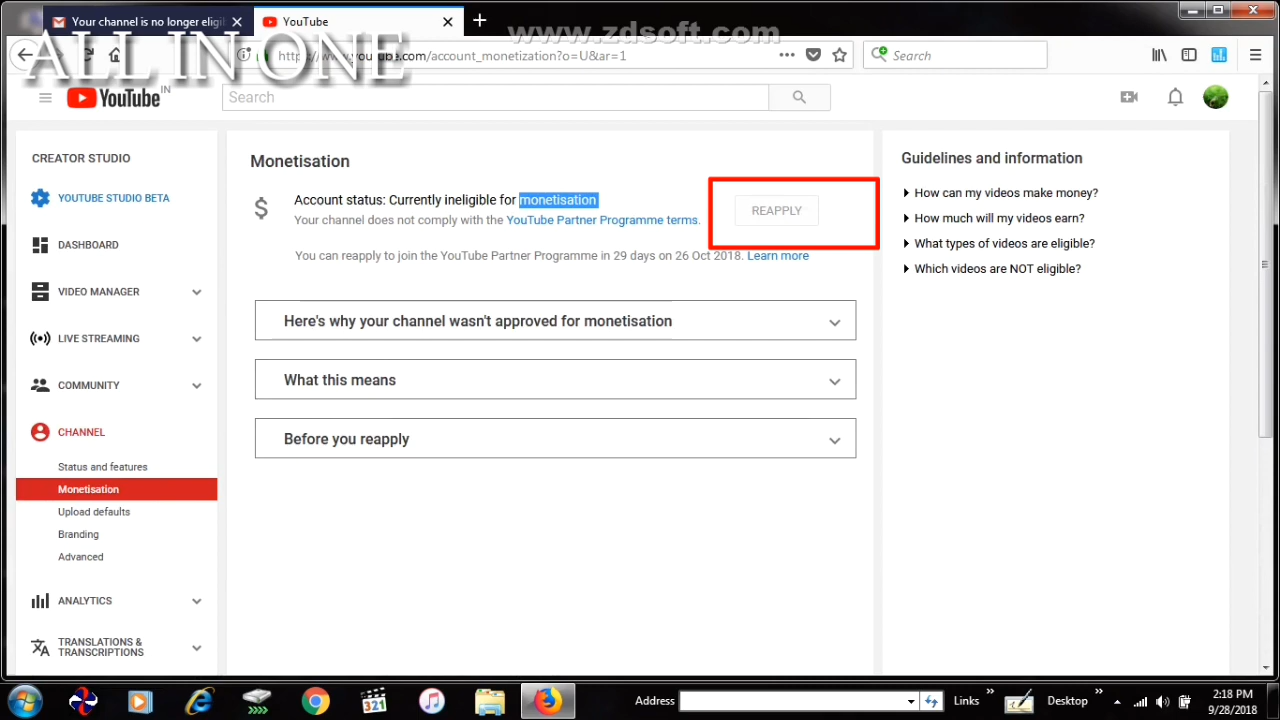 Your channel is no longer eligil
YouTube
www.zdsoft.com
ALL IN ONE
https://www.youtube.com/account_monetization?o=U&ar=1
Search
YouTube IN
Search
CREATOR STUDIO
YOUTUBE STUDIO BETA
DASHBOARD
VIDEO MANAGER
LIVE STREAMING
COMMUNITY
CHANNEL
Status and features
Monetisation
Upload defaults
Branding
Advanced
ANALYTICS
TRANSLATIONS &
TRANSCRIPTIONS
Monetisation
Account status: Currently ineligible for monetisation
Your channel does not comply with the YouTube Partner Programme terms.
REAPPLY
You can reapply to join the YouTube Partner Programme in 29 days on 26 Oct 2018. Learn more
Here's why your channel wasn't approved for monetisation
What this means
Before you reapply
Guidelines and information
How can my videos make money?
How much will my videos earn?
What types of videos are eligible?
Which videos are NOT eligible?
321
Address
Links
Desktop
2:18 PM
9/28/2018